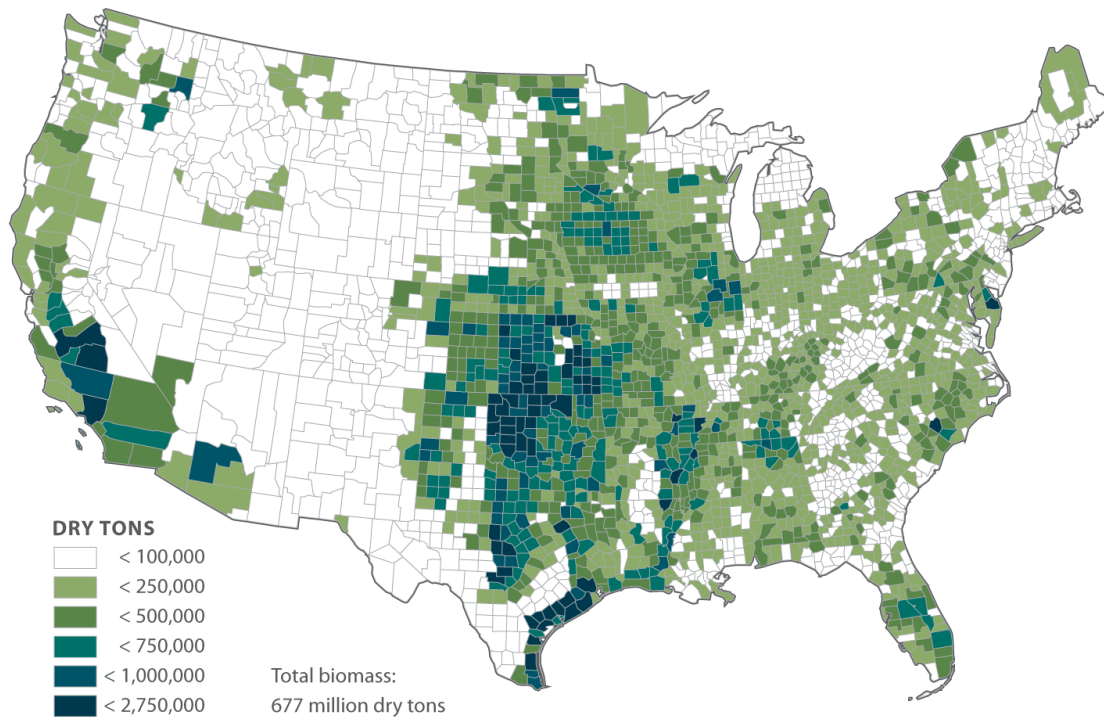 DRY TONS
< 100,000
< 250,000
< 500,000
< 750,000
< 1,000,000
< 2,750,000
Total biomass:
677 million dry tons